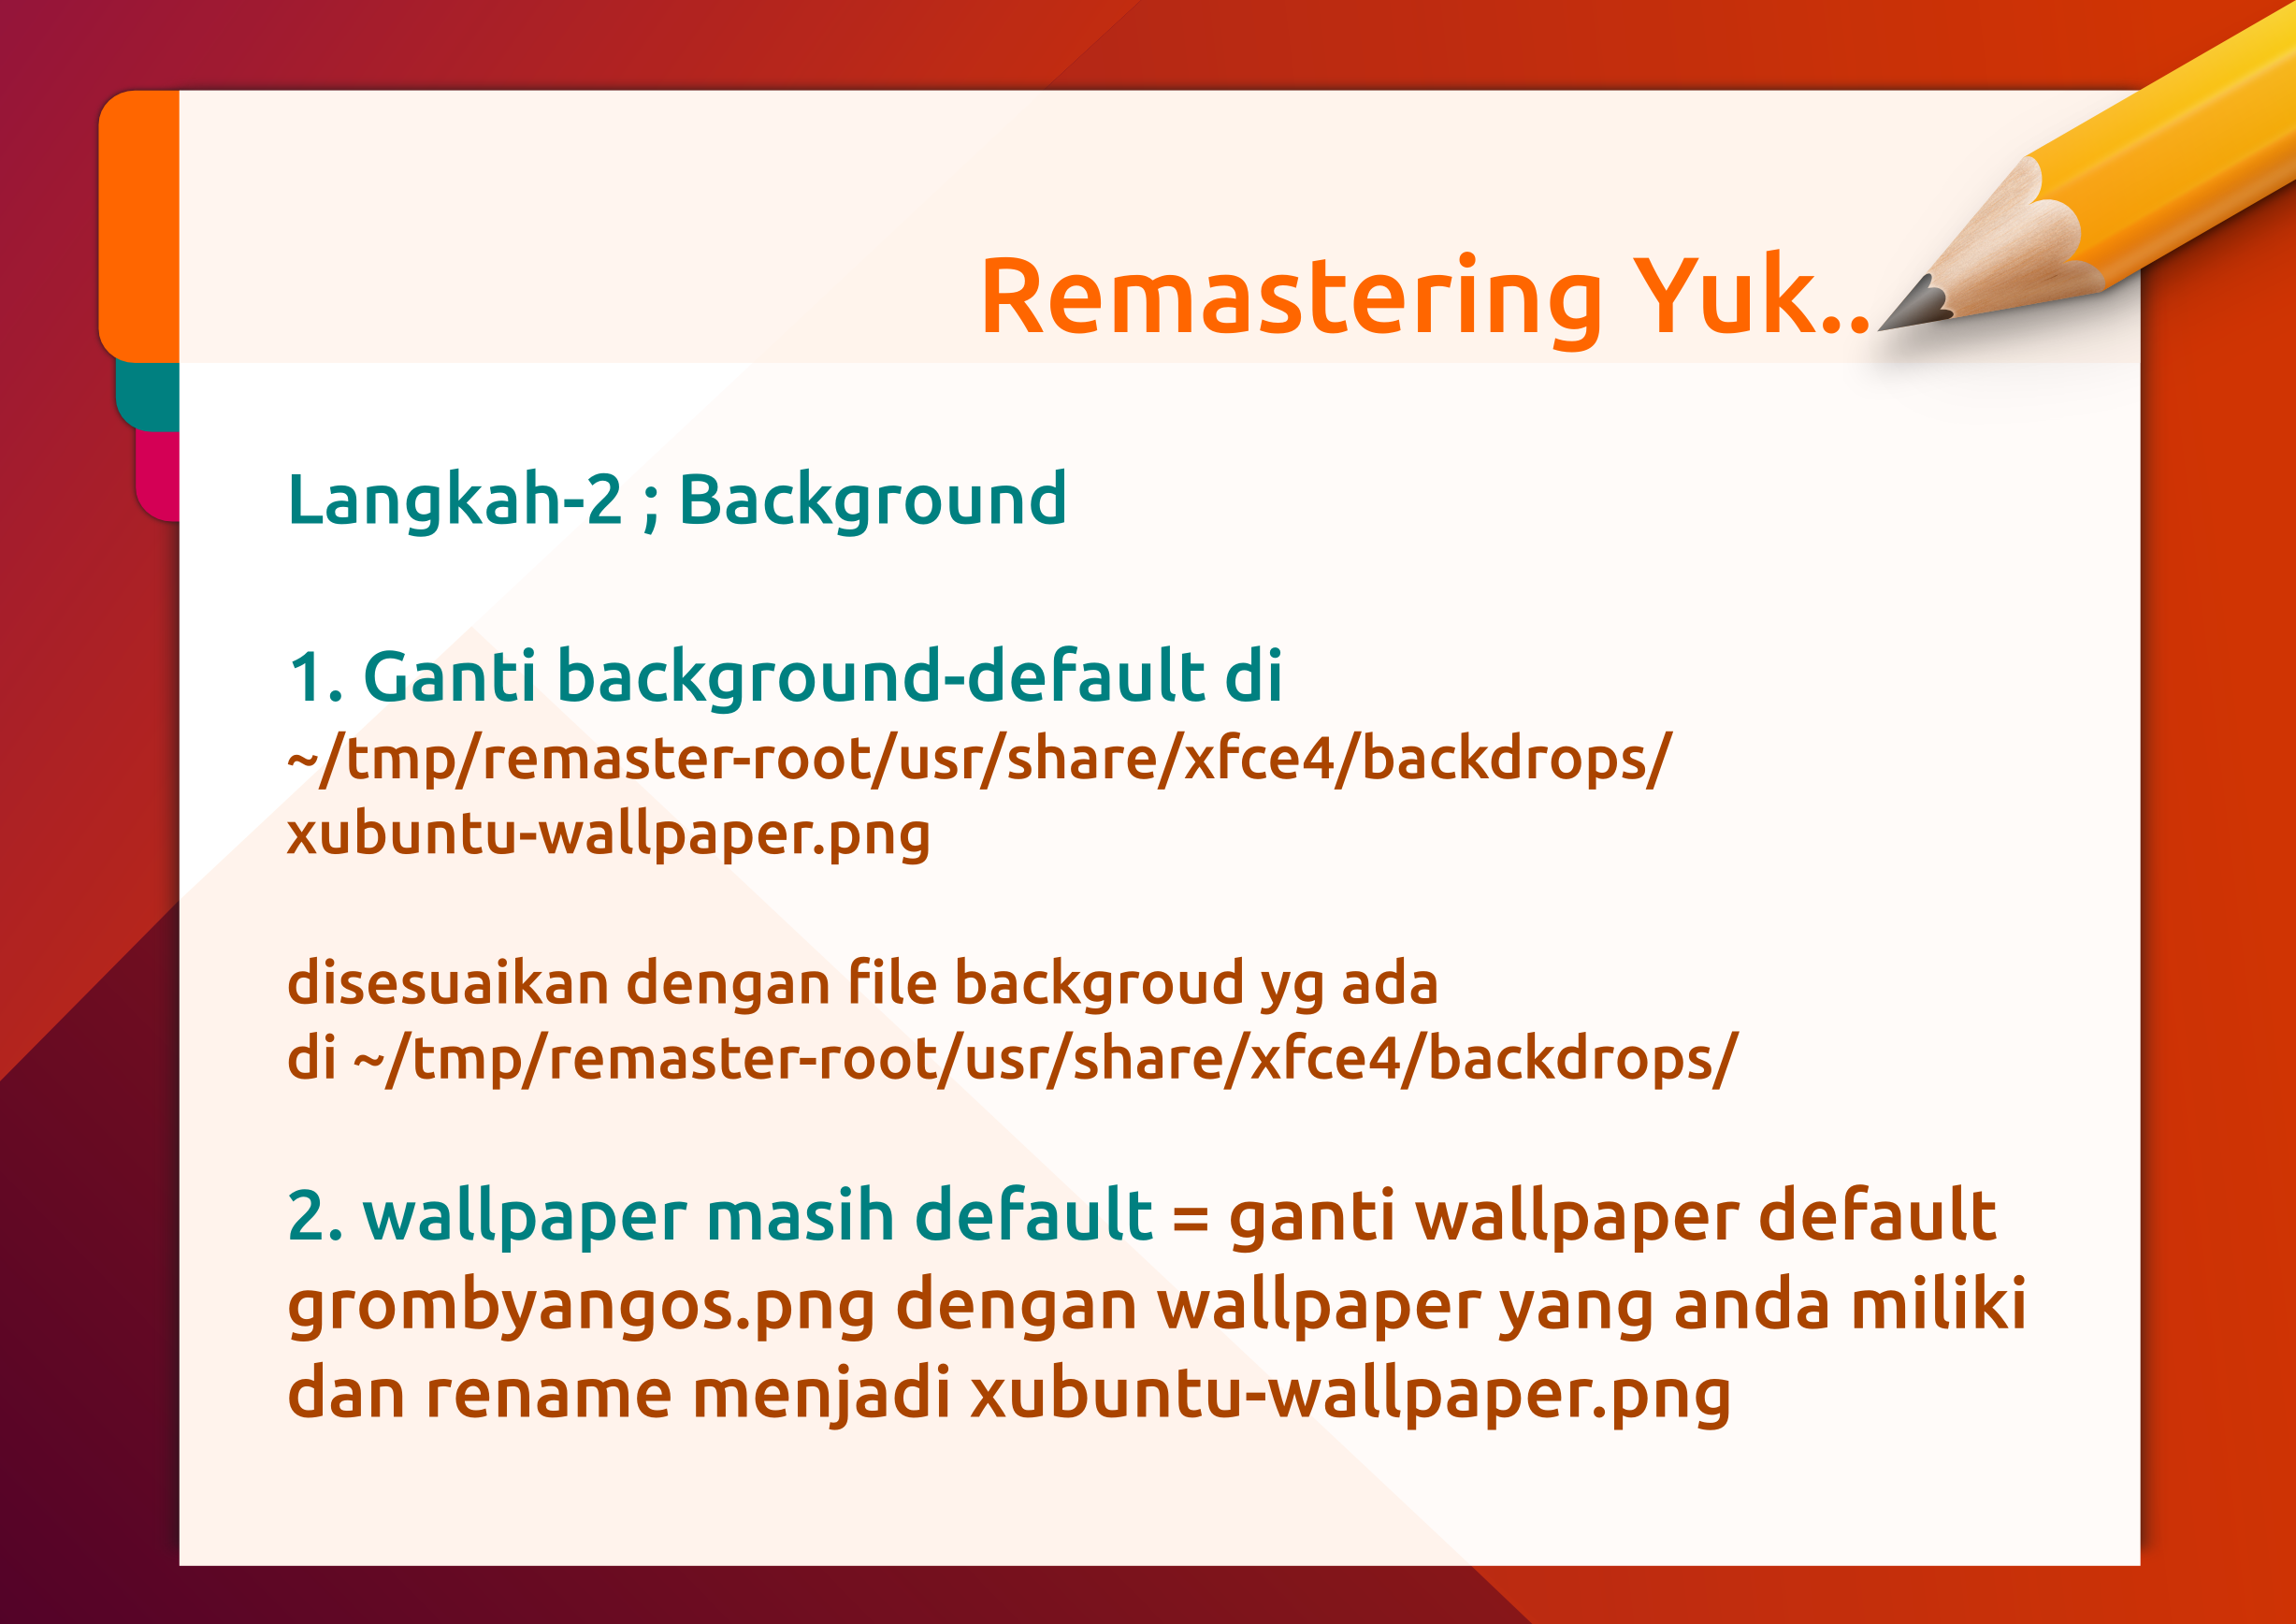 Remastering Yuk..
Langkah-2 ; Background
1. Ganti background-default di
~/tmp/remaster-root/usr/share/xfce4/backdrops/
xubuntu-wallpaper.png
disesuaikan dengan file backgroud yg ada
di ~/tmp/remaster-root/usr/share/xfce4/backdrops/
2. wallpaper masih default = ganti wallpaper default
grombyangos.png dengan wallpaper yang anda miliki
dan rename menjadi xubuntu-wallpaper.png